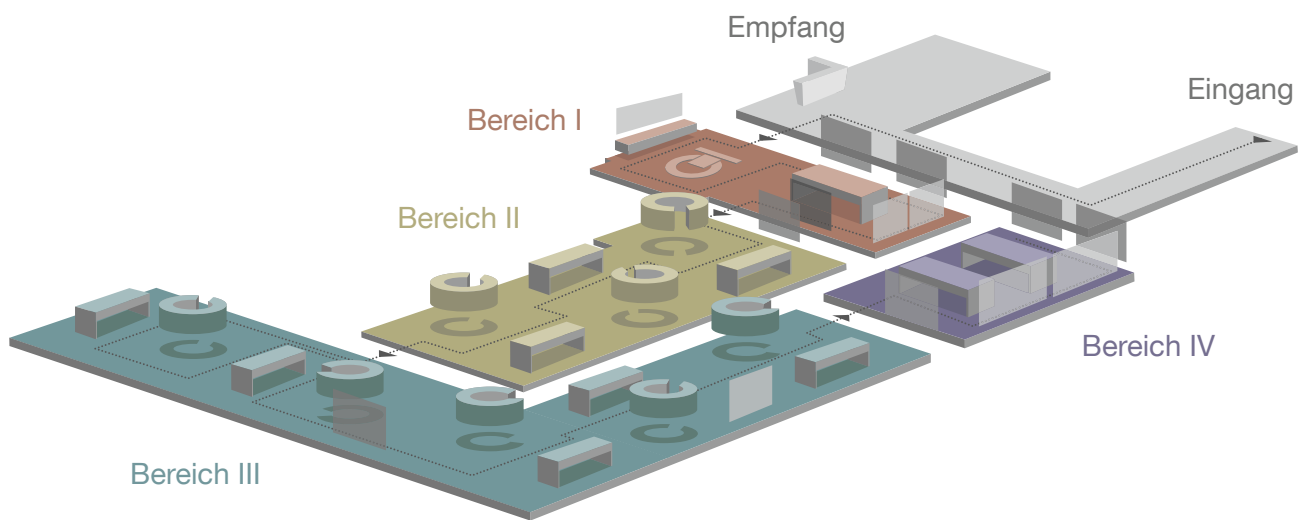 Empfang
Eingang
Bereich I
Bereich II
Bereich IV
Bereich III